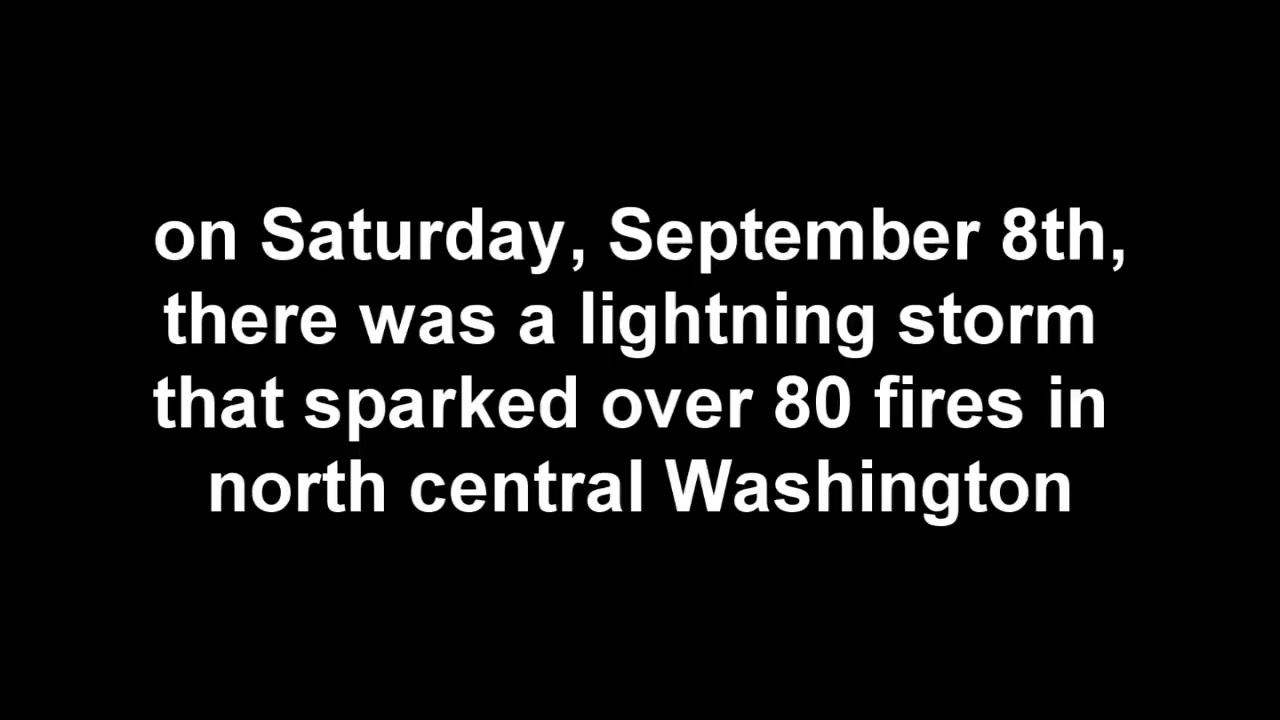 on Saturday, September 8th,
there was a lightning storm
that sparked over 80 fires in
north central Washington